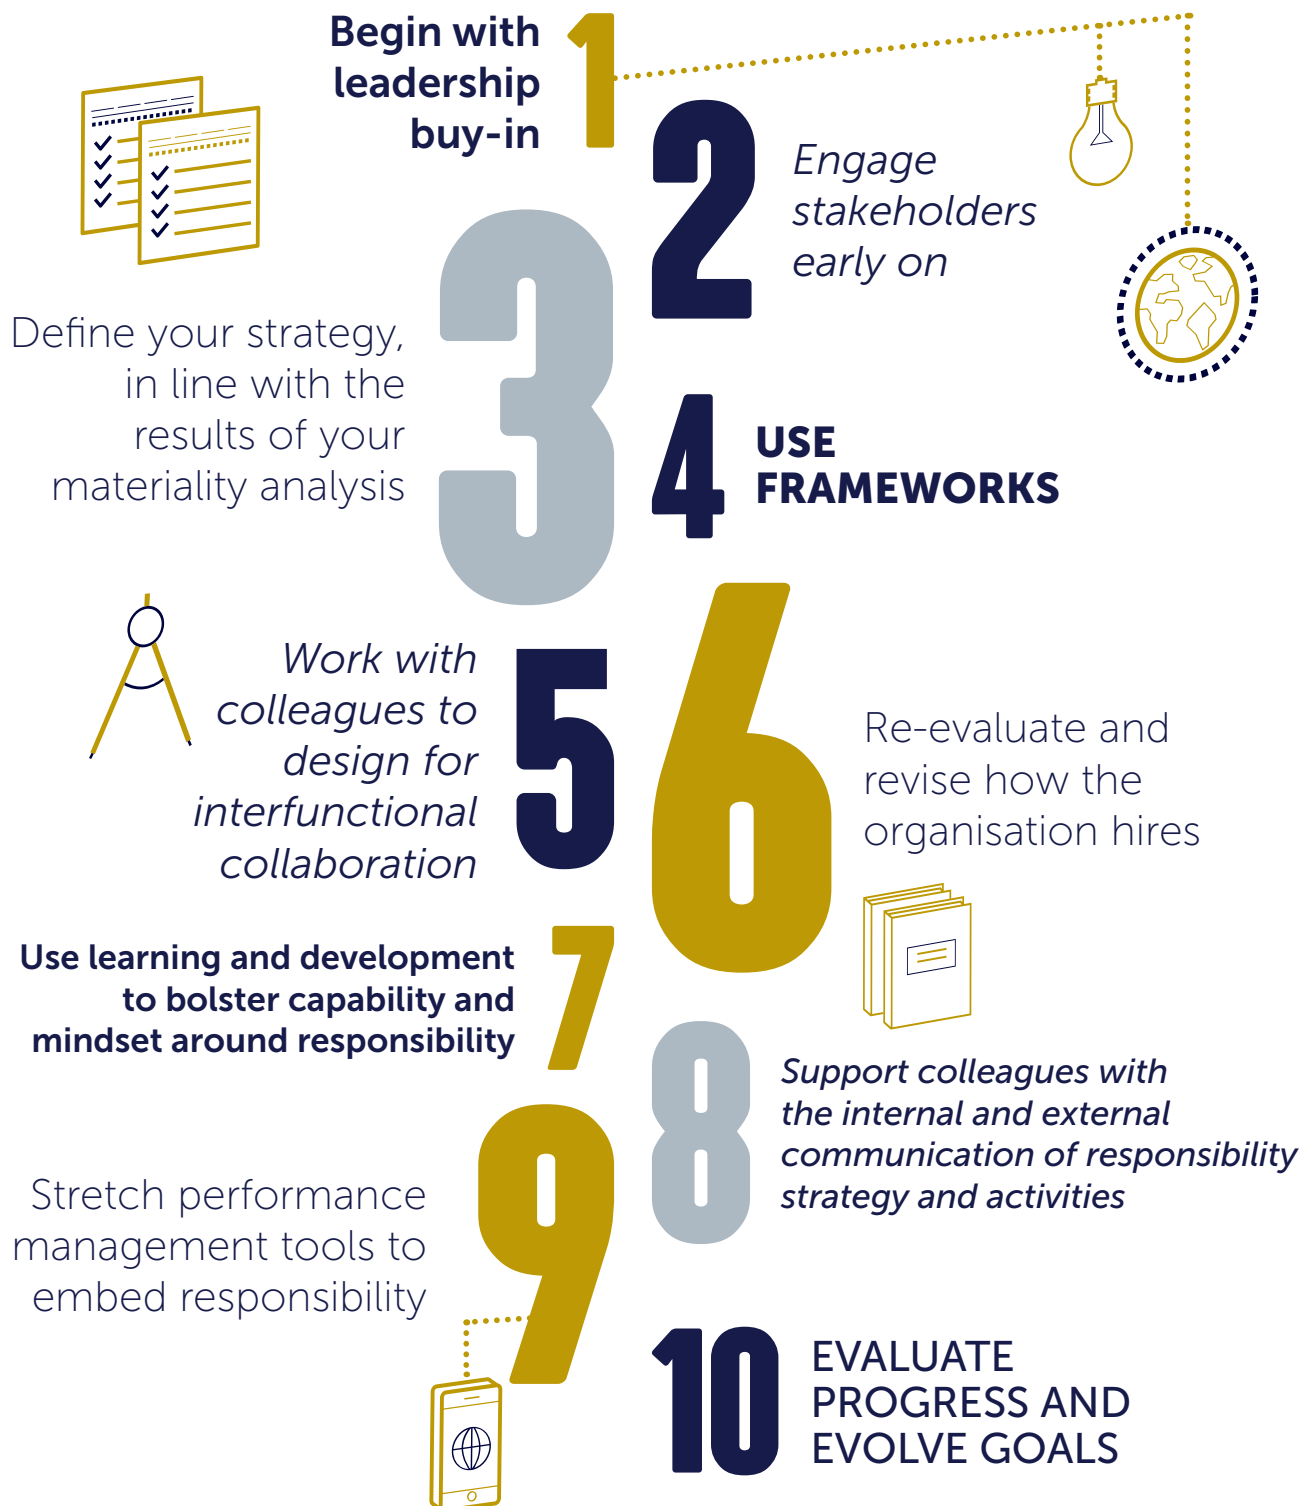 Begin with
leadership
buy-in
1
2
Engage
stakeholders
early on
3
Define your strategy,
in line with the
results of your
materiality analysis
4
USE
FRAMEWORKS
5
Work with
colleagues to
design for
interfunctional
collaboration
6
Re-evaluate and
revise how the
organisation hires
7
Use learning and development
to bolster capability and
mindset around responsibility
8
Support colleagues with
the internal and external
communication of responsibility
strategy and activities
9
Stretch performance
management tools to
embed responsibility
10
EVALUATE
PROGRESS AND
EVOLVE GOALS